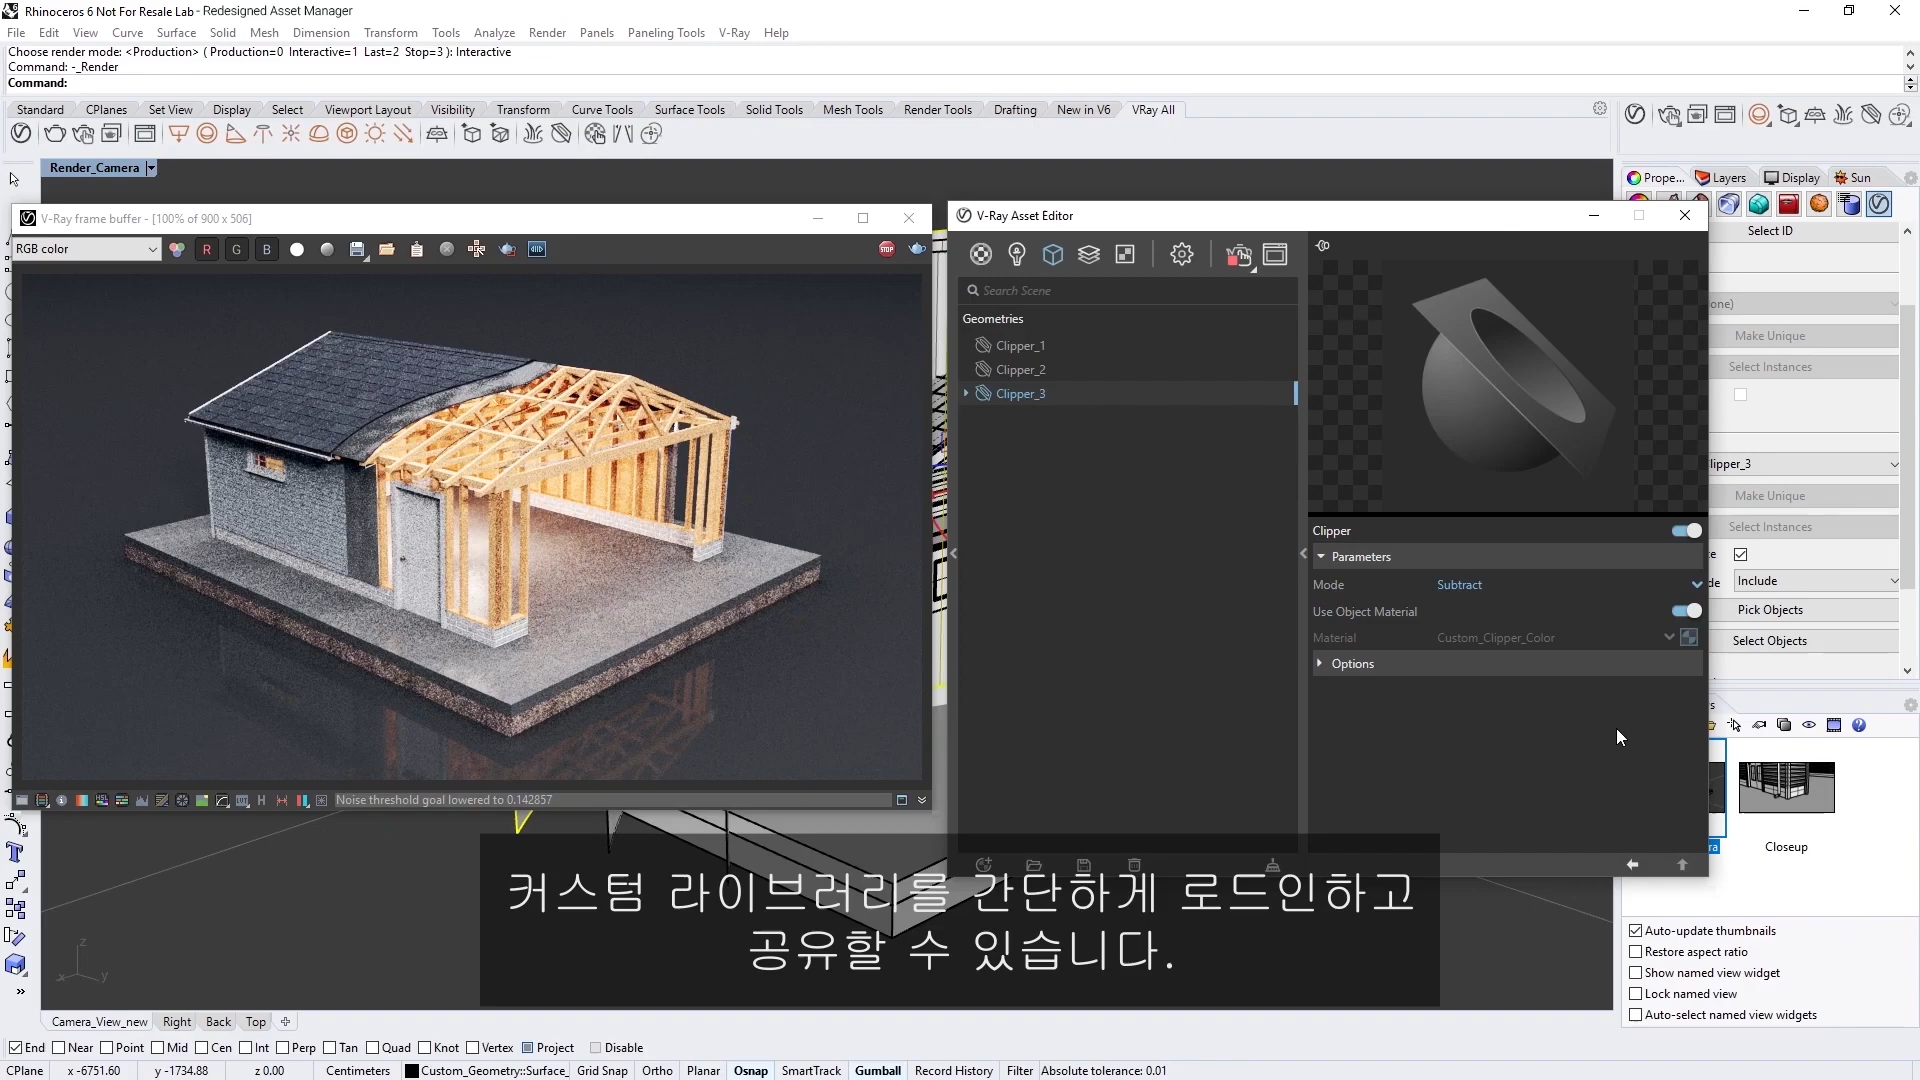 Rhinoceros 6 Not For Resale Lab - Redesigned Asset Manager
File Edit View Curve Surface Solid Mesh Dimension Transform Tools Analyze Render Panels Paneling Tools V-Ray Help
Choose render mode: <Production> ( Production=0 Interactive=1 Last=2 Stop=3 ): Interactive
Command: -_Render
Command:
Standard CPlanes Set View Display Select Viewport Layout Visibility Transform Curve Tools Surface Tools Solid Tools Mesh Tools Render Tools Drafting New in V6 VRay All
Render_Camera
Prope... Layers Display Sun
V-Ray frame buffer - [100% of 900 x 506]
RGB color R G B
STOP
V-Ray Asset Editor
Search Scene
Geometries
Clipper_1
Clipper_2
Clipper_3
Clipper
Parameters
Mode Subtract
Use Object Material
Material Custom_Clipper_Color
Options
Select ID
one)
Make Unique
Select Instances
lipper_3
Make Unique
Select Instances
Include
Pick Objects
Select Objects
Closeup
Noise threshold goal lowered to 0.142857
커스텀 라이브러리를 간단하게 로드인하고
공유할 수 있습니다.
Auto-update thumbnails
Restore aspect ratio
Show named view widget
Lock named view
Auto-select named view widgets
z
x y
Camera_View_new Right Back Top
End Near Point Mid Cen Int Perp Tan Quad Knot Vertex Project Disable
CPlane x -6751.60 y -1734.88 z 0.00 Centimeters Custom_Geometry::Surface_ Grid Snap Ortho Planar Osnap SmartTrack Gumball Record History Filter Absolute tolerance: 0.01